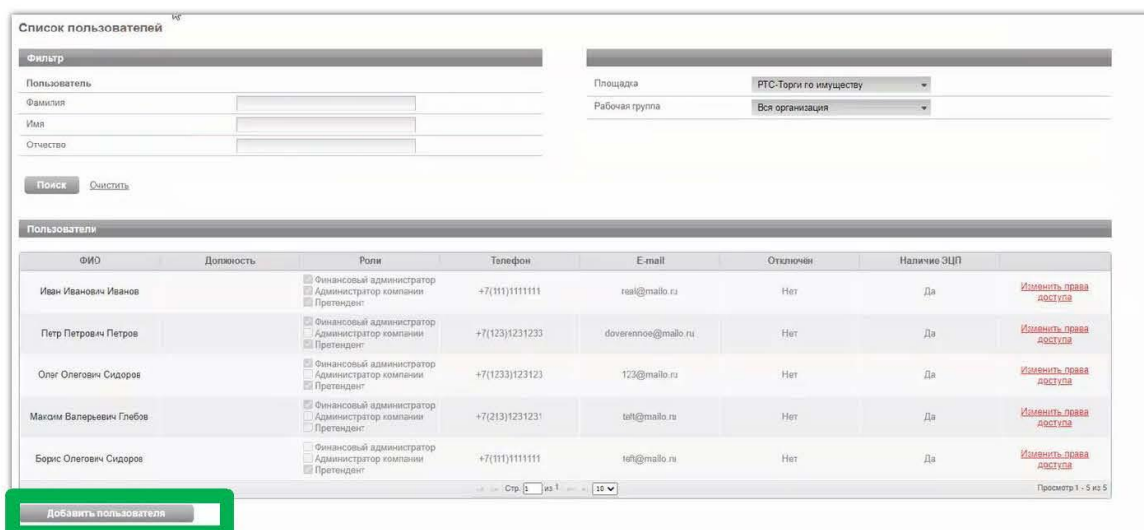 Список пользователей
Фильтр
Пользователь
Фамилия
Имя
Отчество
Площадка РТС-Торги по имуществу
Рабочая группа Вся организация
Поиск Очистить
Пользователи
ФИО Должность Роли Телефон E-mail Отключён Наличие ЭЦП
Финансовый администратор
Иван Иванович Иванов Администратор компании +7(111)1111111 real@mailo.ru Нет Да Изменить права доступа
Претендент
Финансовый администратор
Петр Петрович Петров Администратор компании +7(123)1231233 doverennoe@mailo.ru Нет Да Изменить права доступа
Претендент
Финансовый администратор
Олег Олегович Сидоров Администратор компании +7(1233)123123 123@mailo.ru Нет Да Изменить права доступа
Претендент
Финансовый администратор
Максим Валерьевич Глебов Администратор компании +7(213)1231231 @mailo.ru Нет Да Изменить права доступа
Претендент
Финансовый администратор
Борис Олегович Сидоров Администратор компании +7(111)1111111 @mailo.ru Нет Да Изменить права доступа
Претендент
Стр. 1 из 1 10 Просмотр 1 - 5 из 5
Добавить пользователя